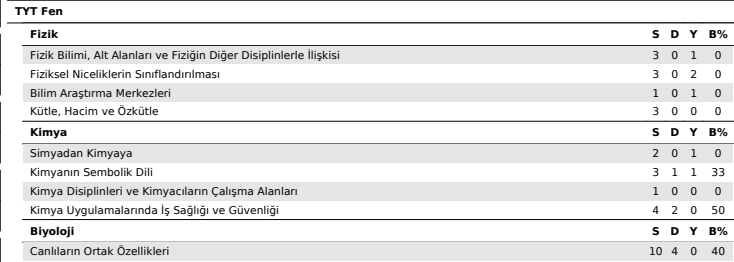 TYT Fen
Fizik S D Y B%
Fizik Bilimi, Alt Alanları ve Fiziğin Diğer Disiplinlerle İlişkisi 3 0 1 0
Fiziksel Niceliklerin Sınıflandırılması 3 0 2 0
Bilim Araştırma Merkezleri 1 0 1 0
Kütle, Hacim ve Özkütle 3 0 0 0
Kimya S D Y B%
Simyadan Kimyaya 2 0 1 0
Kimyanın Sembolik Dili 3 1 1 33
Kimya Disiplinleri ve Kimyacıların Çalışma Alanları 1 0 0 0
Kimya Uygulamalarında İş Sağlığı ve Güvenliği 4 2 0 50
Biyoloji S D Y B%
Canlıların Ortak Özellikleri 10 4 0 40